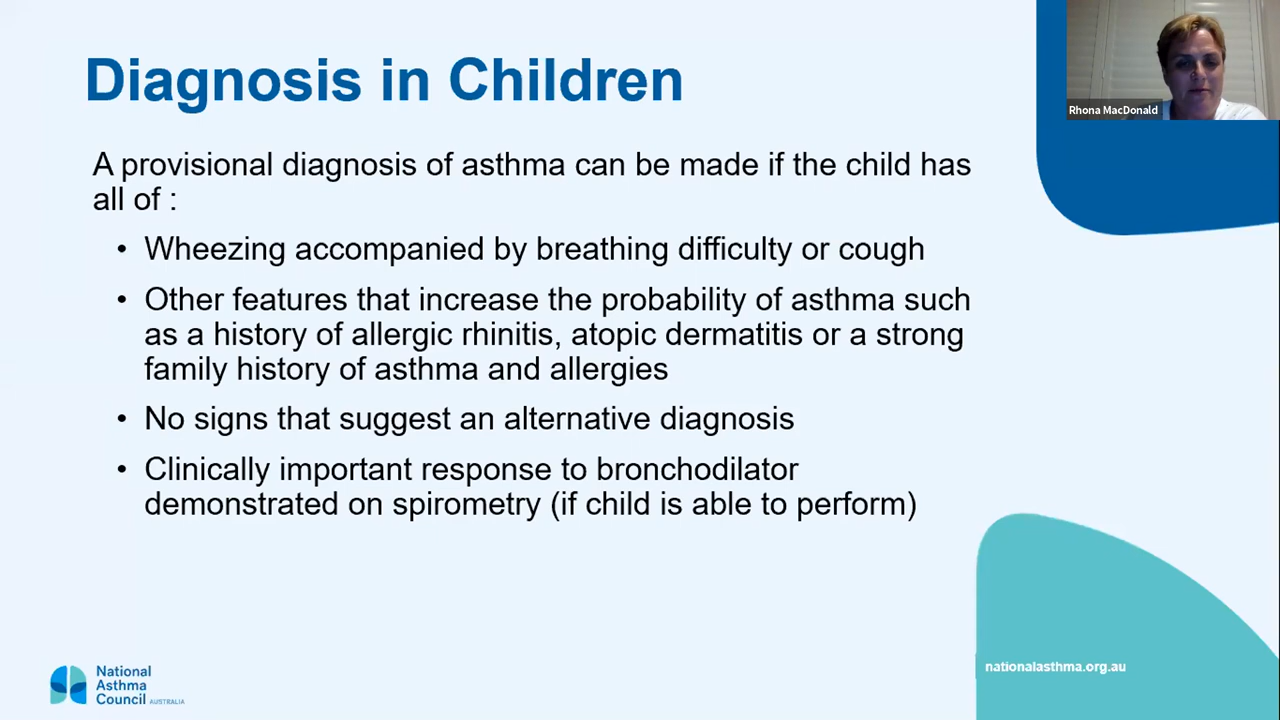 Diagnosis in Children
Rhona MacDonald
A provisional diagnosis of asthma can be made if the child has
all of :
• Wheezing accompanied by breathing difficulty or cough
• Other features that increase the probability of asthma such
as a history of allergic rhinitis, atopic dermatitis or a strong
family history of asthma and allergies
• No signs that suggest an alternative diagnosis
• Clinically important response to bronchodilator
demonstrated on spirometry (if child is able to perform)
National
Asthma
Council AUSTRALIA
nationalasthma.org.au